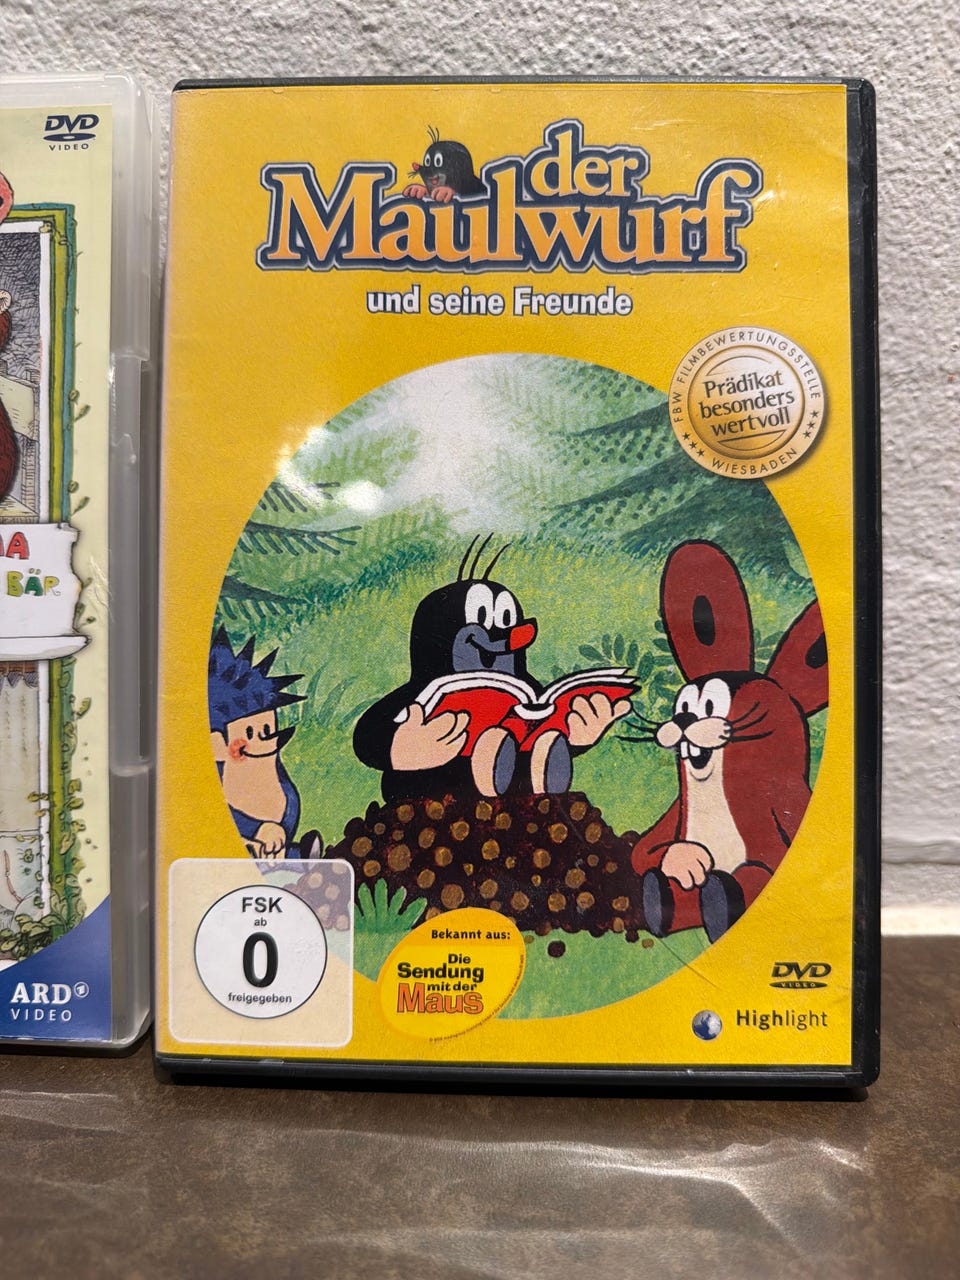 DVD
VIDEO
A
BÄR
ARD
VIDEO
der
Maulwurf
und seine Freunde
FBW FILMBEWERTUNGSSTELLE
Prädikat
besonders
wertvoll
WIESBADEN
FSK
ab
0
freigegeben
Bekannt aus:
Die
Sendung
mit der
Maus
DVD
VIDEO
Highlight